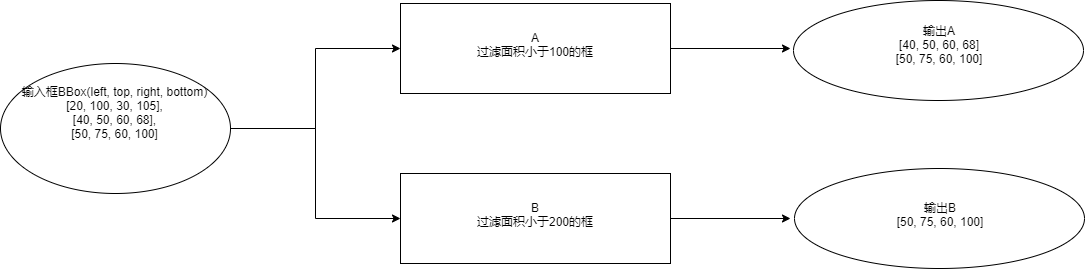 输入框BBox(left, top, right, bottom)
[20, 100, 30, 105],
[40, 50, 60, 68],
[50, 75, 60, 100]
A
过滤面积小于100的框
输出A
[40, 50, 60, 68]
[50, 75, 60, 100]
B
过滤面积小于200的框
输出B
[50, 75, 60, 100]